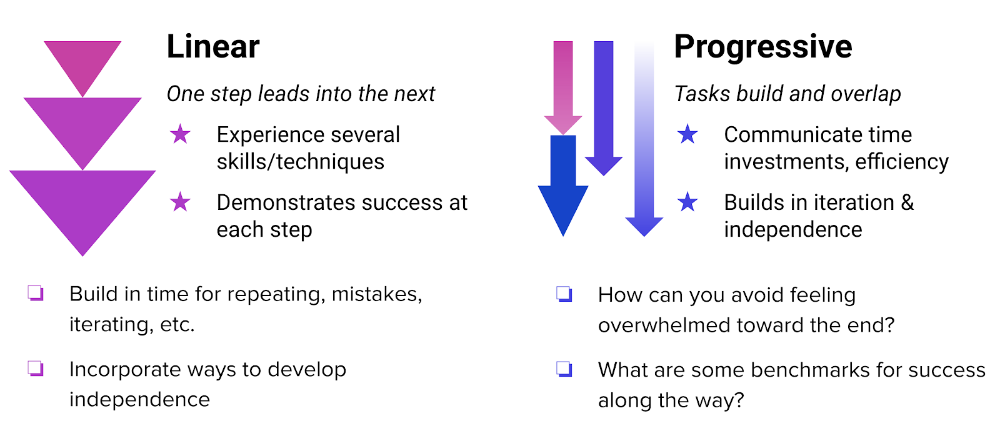 Linear
One step leads into the next
Experience several
skills/techniques
Demonstrates success at
each step
Build in time for repeating, mistakes,
iterating, etc.
Incorporate ways to develop
independence
Progressive
Tasks build and overlap
Communicate time
investments, efficiency
Builds in iteration &
independence
How can you avoid feeling
overwhelmed toward the end?
What are some benchmarks for success
along the way?